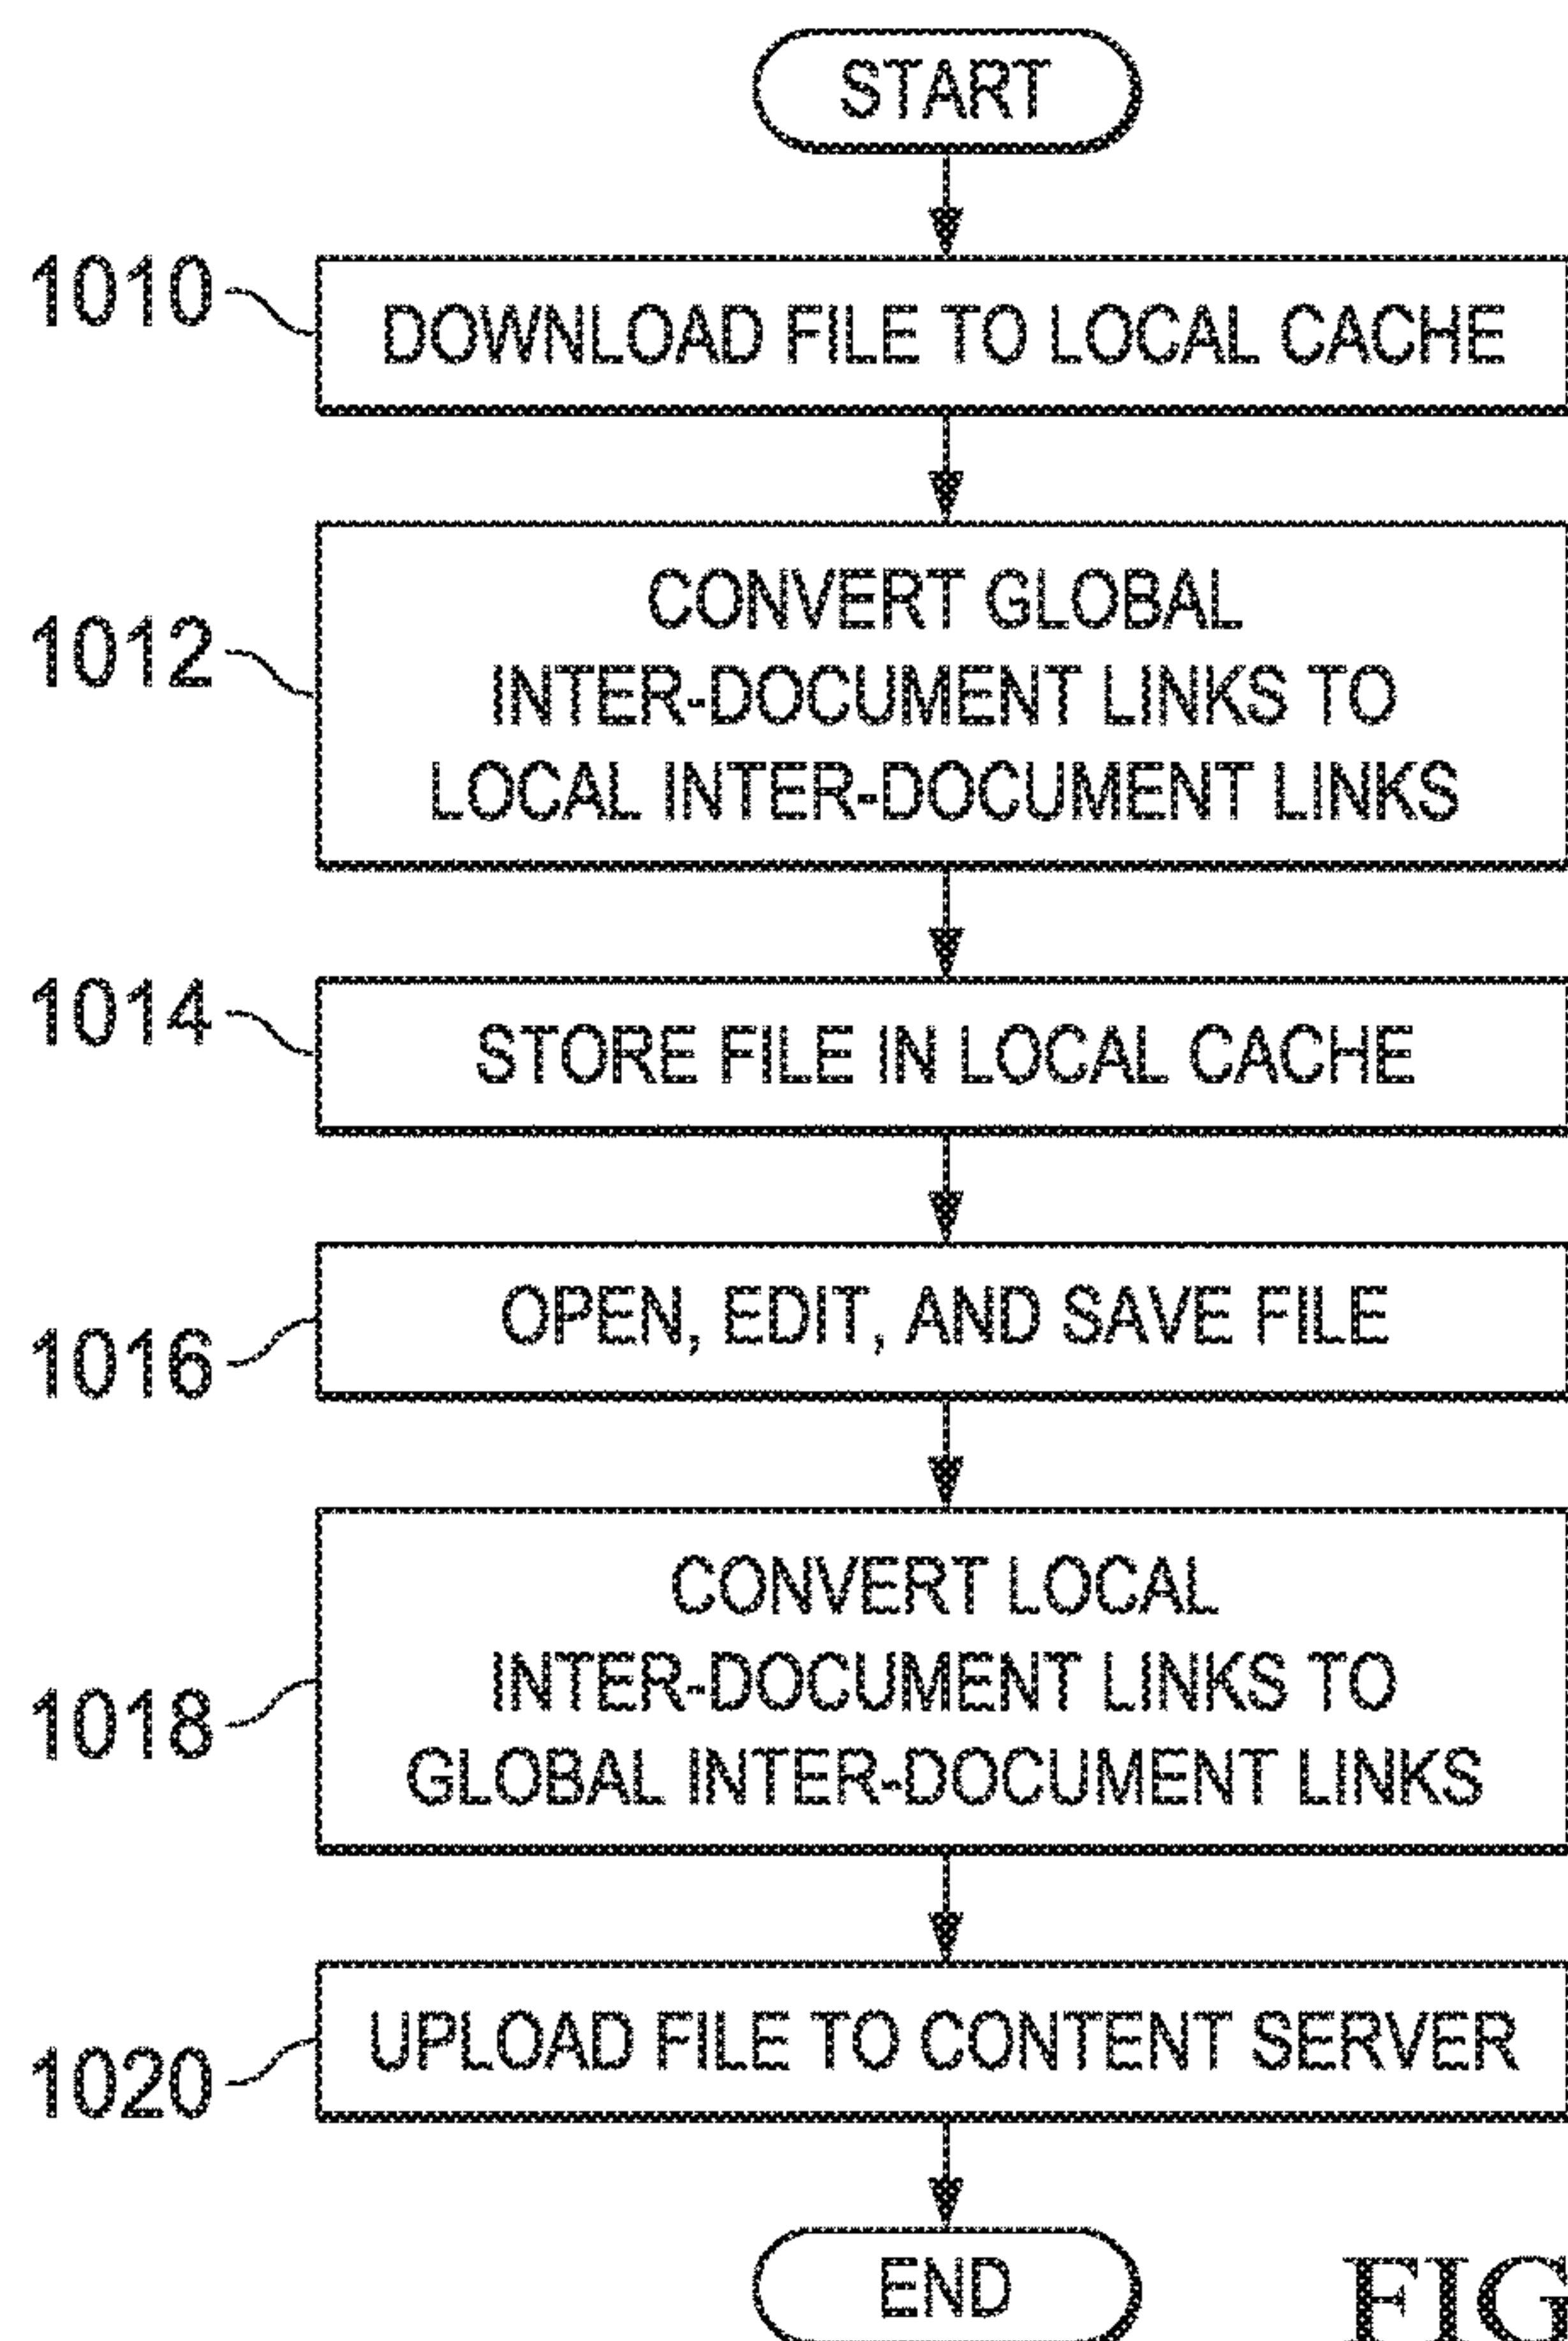 START
1010
DOWNLOAD FILE TO LOCAL CACHE
1012
CONVERT GLOBAL
INTER-DOCUMENT LINKS TO
LOCAL INTER-DOCUMENT LINKS
1014
STORE FILE IN LOCAL CACHE
1016
OPEN, EDIT, AND SAVE FILE
1018
CONVERT LOCAL
INTER-DOCUMENT LINKS TO
GLOBAL INTER-DOCUMENT LINKS
1020
UPLOAD FILE TO CONTENT SERVER
END
FIG